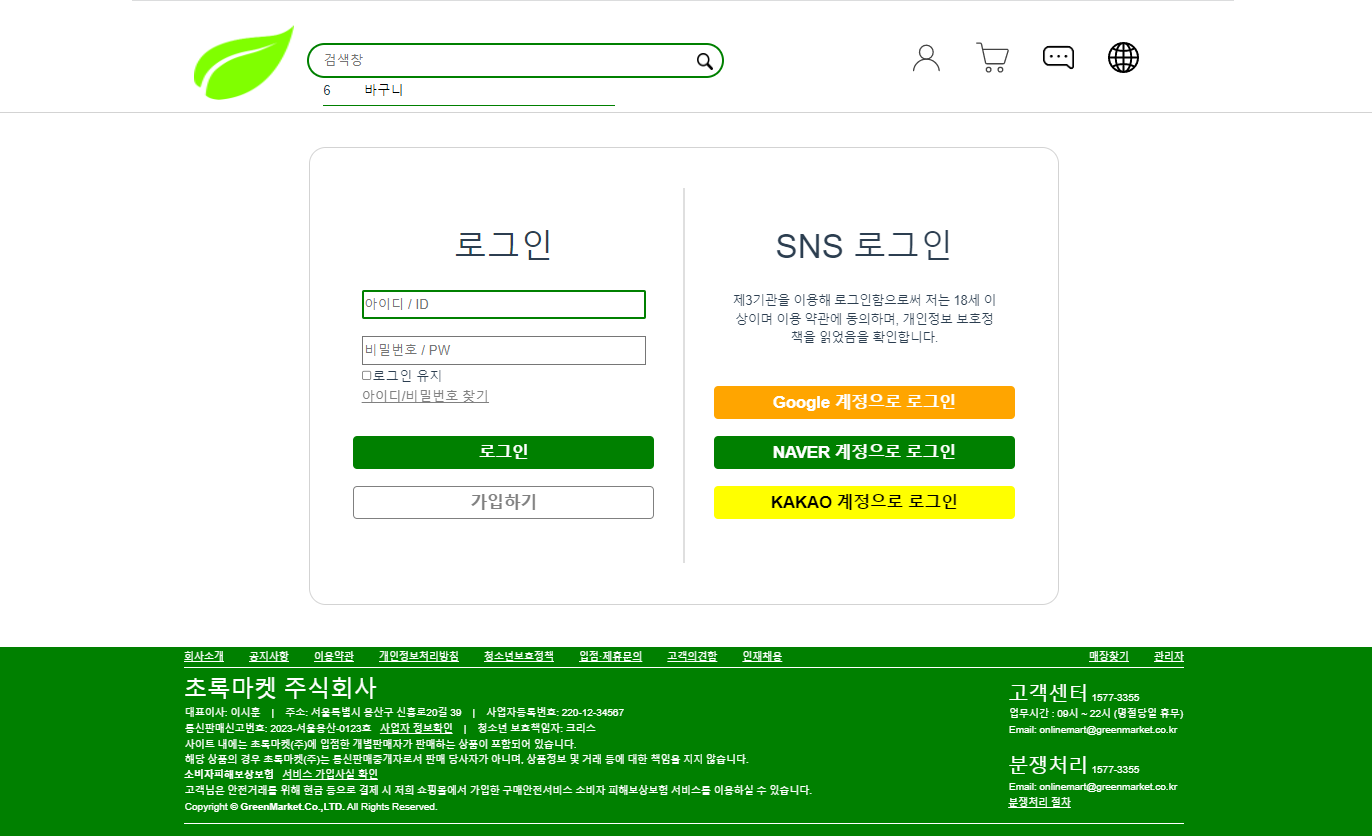 검색창
6 바구니
로그인
아이디 / ID
비밀번호 / PW
로그인 유지
아이디/비밀번호 찾기
로그인
가입하기
SNS 로그인
제3기관을 이용해 로그인함으로써 저는 18세 이
상이며 이용 약관에 동의하며, 개인정보 보호정
책을 읽었음을 확인합니다.
Google 계정으로 로그인
NAVER 계정으로 로그인
KAKAO 계정으로 로그인
회사소개 공지사항 이용약관 개인정보처리방침 청소년보호정책 입점·제휴문의 고객의견함 인재채용 매장찾기 관리자
초록마켓 주식회사
대표이사: 이시훈 | 주소: 서울특별시 용산구 신흥로20길 39 | 사업자등록번호: 220-12-34567
통신판매신고번호: 2023-서울용산-0123호 사업자 정보확인 | 청소년 보호책임자: 크리스
사이트 내에는 초록마켓(주)에 입점한 개별판매자가 판매하는 상품이 포함되어 있습니다.
해당 상품의 경우 초록마켓(주)는 통신판매중개자로서 판매 당사자가 아니며, 상품정보 및 거래 등에 대한 책임을 지지 않습니다.
소비자피해보상보험 서비스 가입사실 확인
고객님은 안전거래를 위해 현금 등으로 결제 시 저희 쇼핑몰에서 가입한 구매안전서비스 소비자 피해보상보험 서비스를 이용하실 수 있습니다.
Copyright © GreenMarket.Co.,LTD. All Rights Reserved.
고객센터 1577-3355
업무시간 : 09시 ~ 22시 (명절당일 휴무)
Email: onlinemart@greenmarket.co.kr
분쟁처리 1577-3355
Email: onlinemart@greenmarket.co.kr
분쟁처리 절차